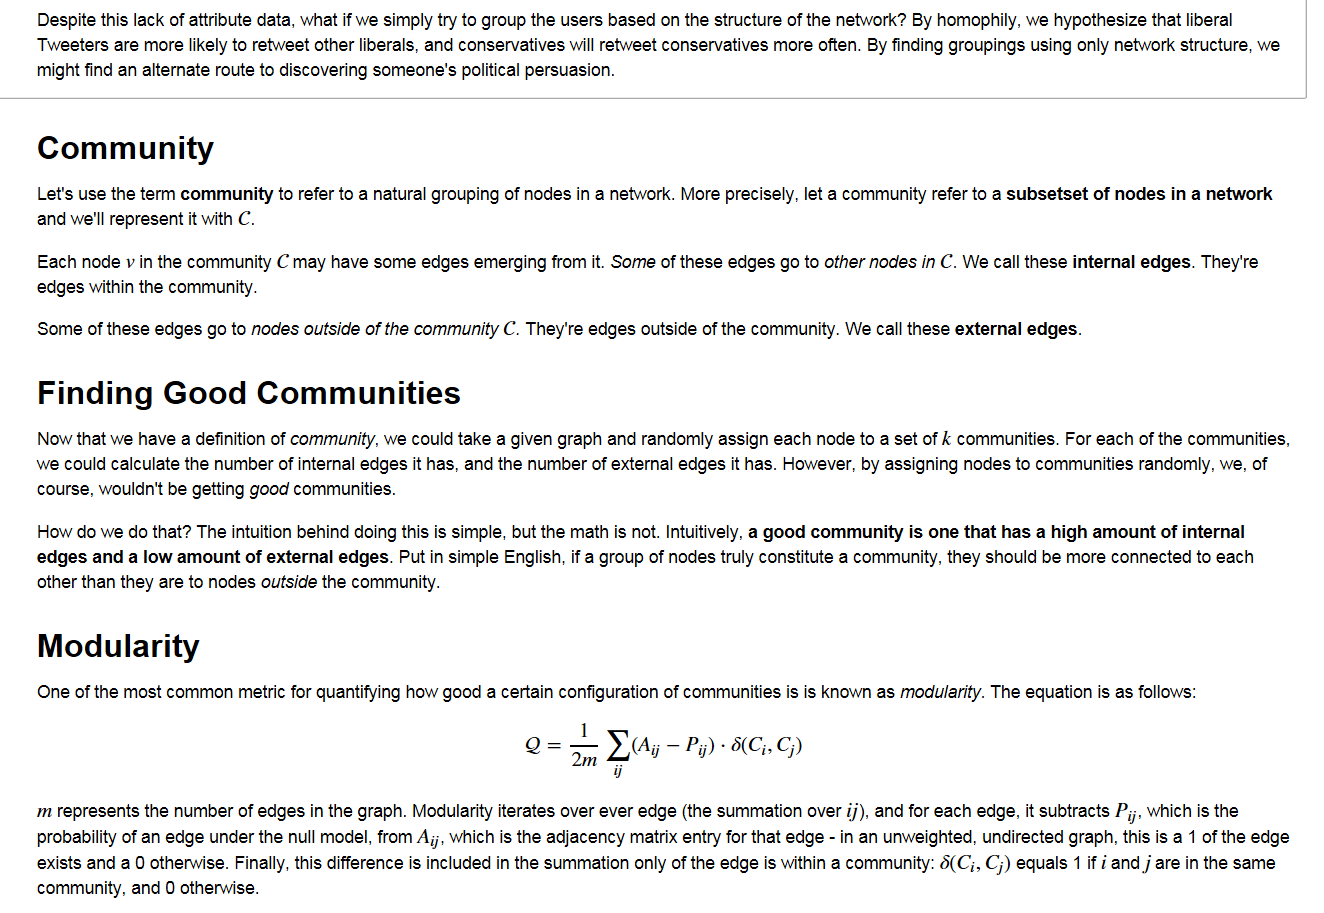 Despite this lack of attribute data, what if we simply try to group the users based on the structure of the network? By homophily, we hypothesize that liberal
Tweeters are more likely to retweet other liberals, and conservatives will retweet conservatives more often. By finding groupings using only network structure, we
might find an alternate route to discovering someone's political persuasion.
Community
Let's use the term community to refer to a natural grouping of nodes in a network. More precisely, let a community refer to a subsetset of nodes in a network
and we'll represent it with C.
Each node v in the community C may have some edges emerging from it. Some of these edges go to other nodes in C. We call these internal edges. They're
edges within the community.
Some of these edges go to nodes outside of the community C. They're edges outside of the community. We call these external edges.
Finding Good Communities
Now that we have a definition of community, we could take a given graph and randomly assign each node to a set of k communities. For each of the communities,
we could calculate the number of internal edges it has, and the number of external edges it has. However, by assigning nodes to communities randomly, we, of
course, wouldn't be getting good communities.
How do we do that? The intuition behind doing this is simple, but the math is not. Intuitively, a good community is one that has a high amount of internal
edges and a low amount of external edges. Put in simple English, if a group of nodes truly constitute a community, they should be more connected to each
other than they are to nodes outside the community.
Modularity
One of the most common metric for quantifying how good a certain configuration of communities is is known as modularity. The equation is as follows:
Q = 1/2m ∑ij (Aij − Pij) · δ(Ci, Cj)
m represents the number of edges in the graph. Modularity iterates over ever edge (the summation over ij), and for each edge, it subtracts Pij, which is the
probability of an edge under the null model, from Aij, which is the adjacency matrix entry for that edge - in an unweighted, undirected graph, this is a 1 of the edge
exists and a 0 otherwise. Finally, this difference is included in the summation only of the edge is within a community: δ(Ci, Cj) equals 1 if i and j are in the same
community, and 0 otherwise.